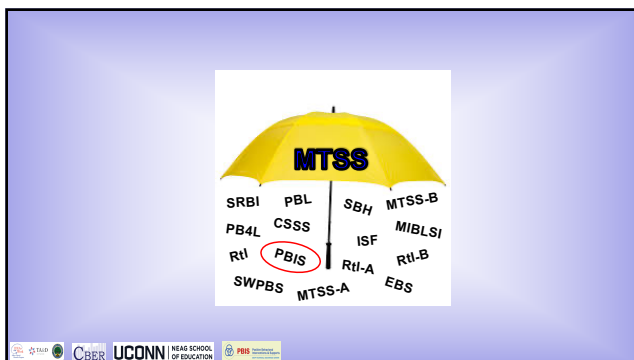 MTSS
SRBI PBL SBH MTSS-B
PB4L CSSS ISF MIBLSI
RtI PBIS RtI-A RtI-B
SWPBS MTSS-A EBS
CBER UCONN NEAG SCHOOL
OF EDUCATION
PBIS